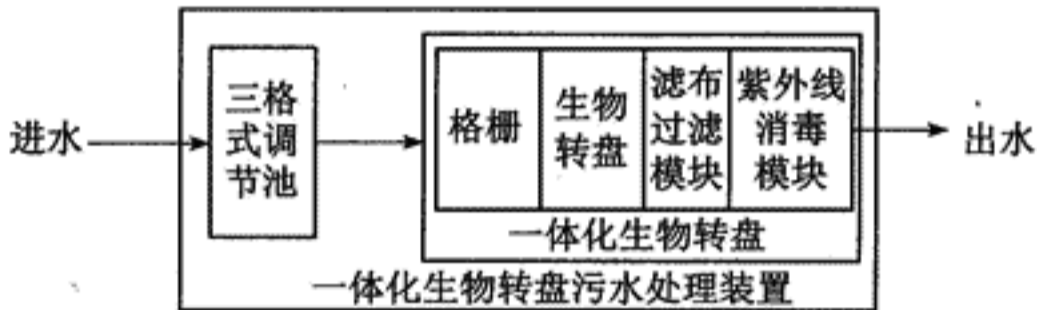 进水
三格
式调
节池
格栅
生物
转盘
滤布
过滤
模块
紫外线
消毒
模块
出水
一体化生物转盘
一体化生物转盘污水处理装置